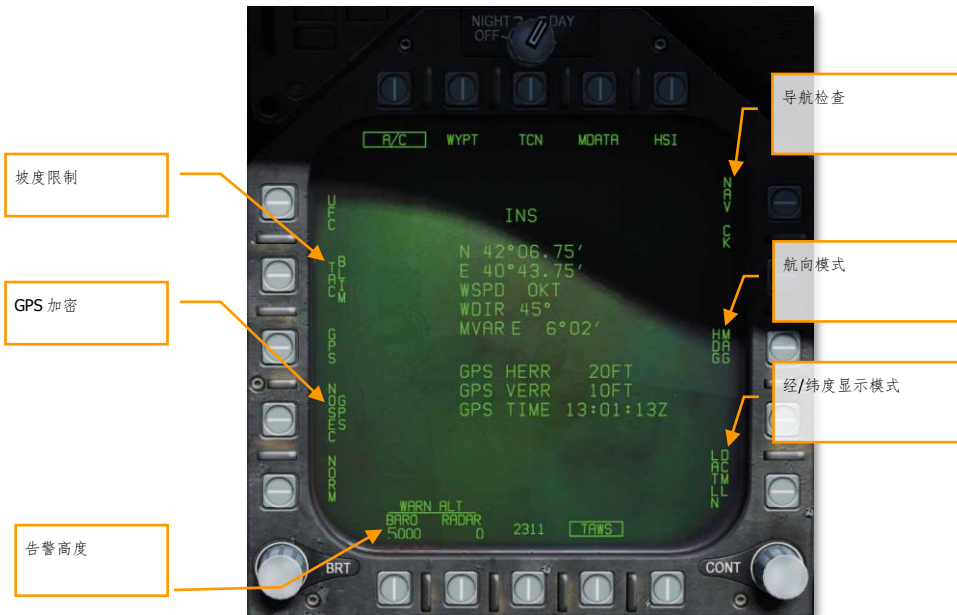 NIGHT DAY
OFF
A/C WYPT TCN MDATA HSI
导航检查
坡度限制
GPS 加密
告警高度
航向模式
经/纬度显示模式
UFC
BLIM
TAC
GPS
GPS
NOSEC
NORM
NAV CK
MAG
HDG
DCML
LATLN
INS
N 42°06.75′
E 40°43.75′
WSPD 0KT
WDIR 45°
MVAR E 6°02′
GPS HERR 20FT
GPS VERR 10FT
GPS TIME 13:01:13Z
WARN ALT
BARO RADAR
5000 0
2311 TAWS
BRT
CONT